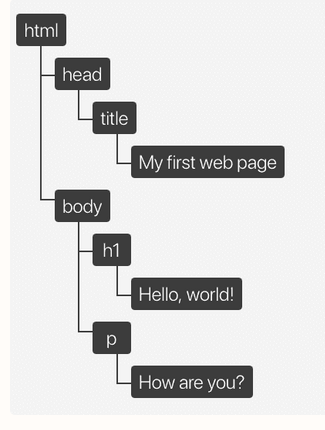 html
head
title
My first web page
body
h1
Hello, world!
p
How are you?